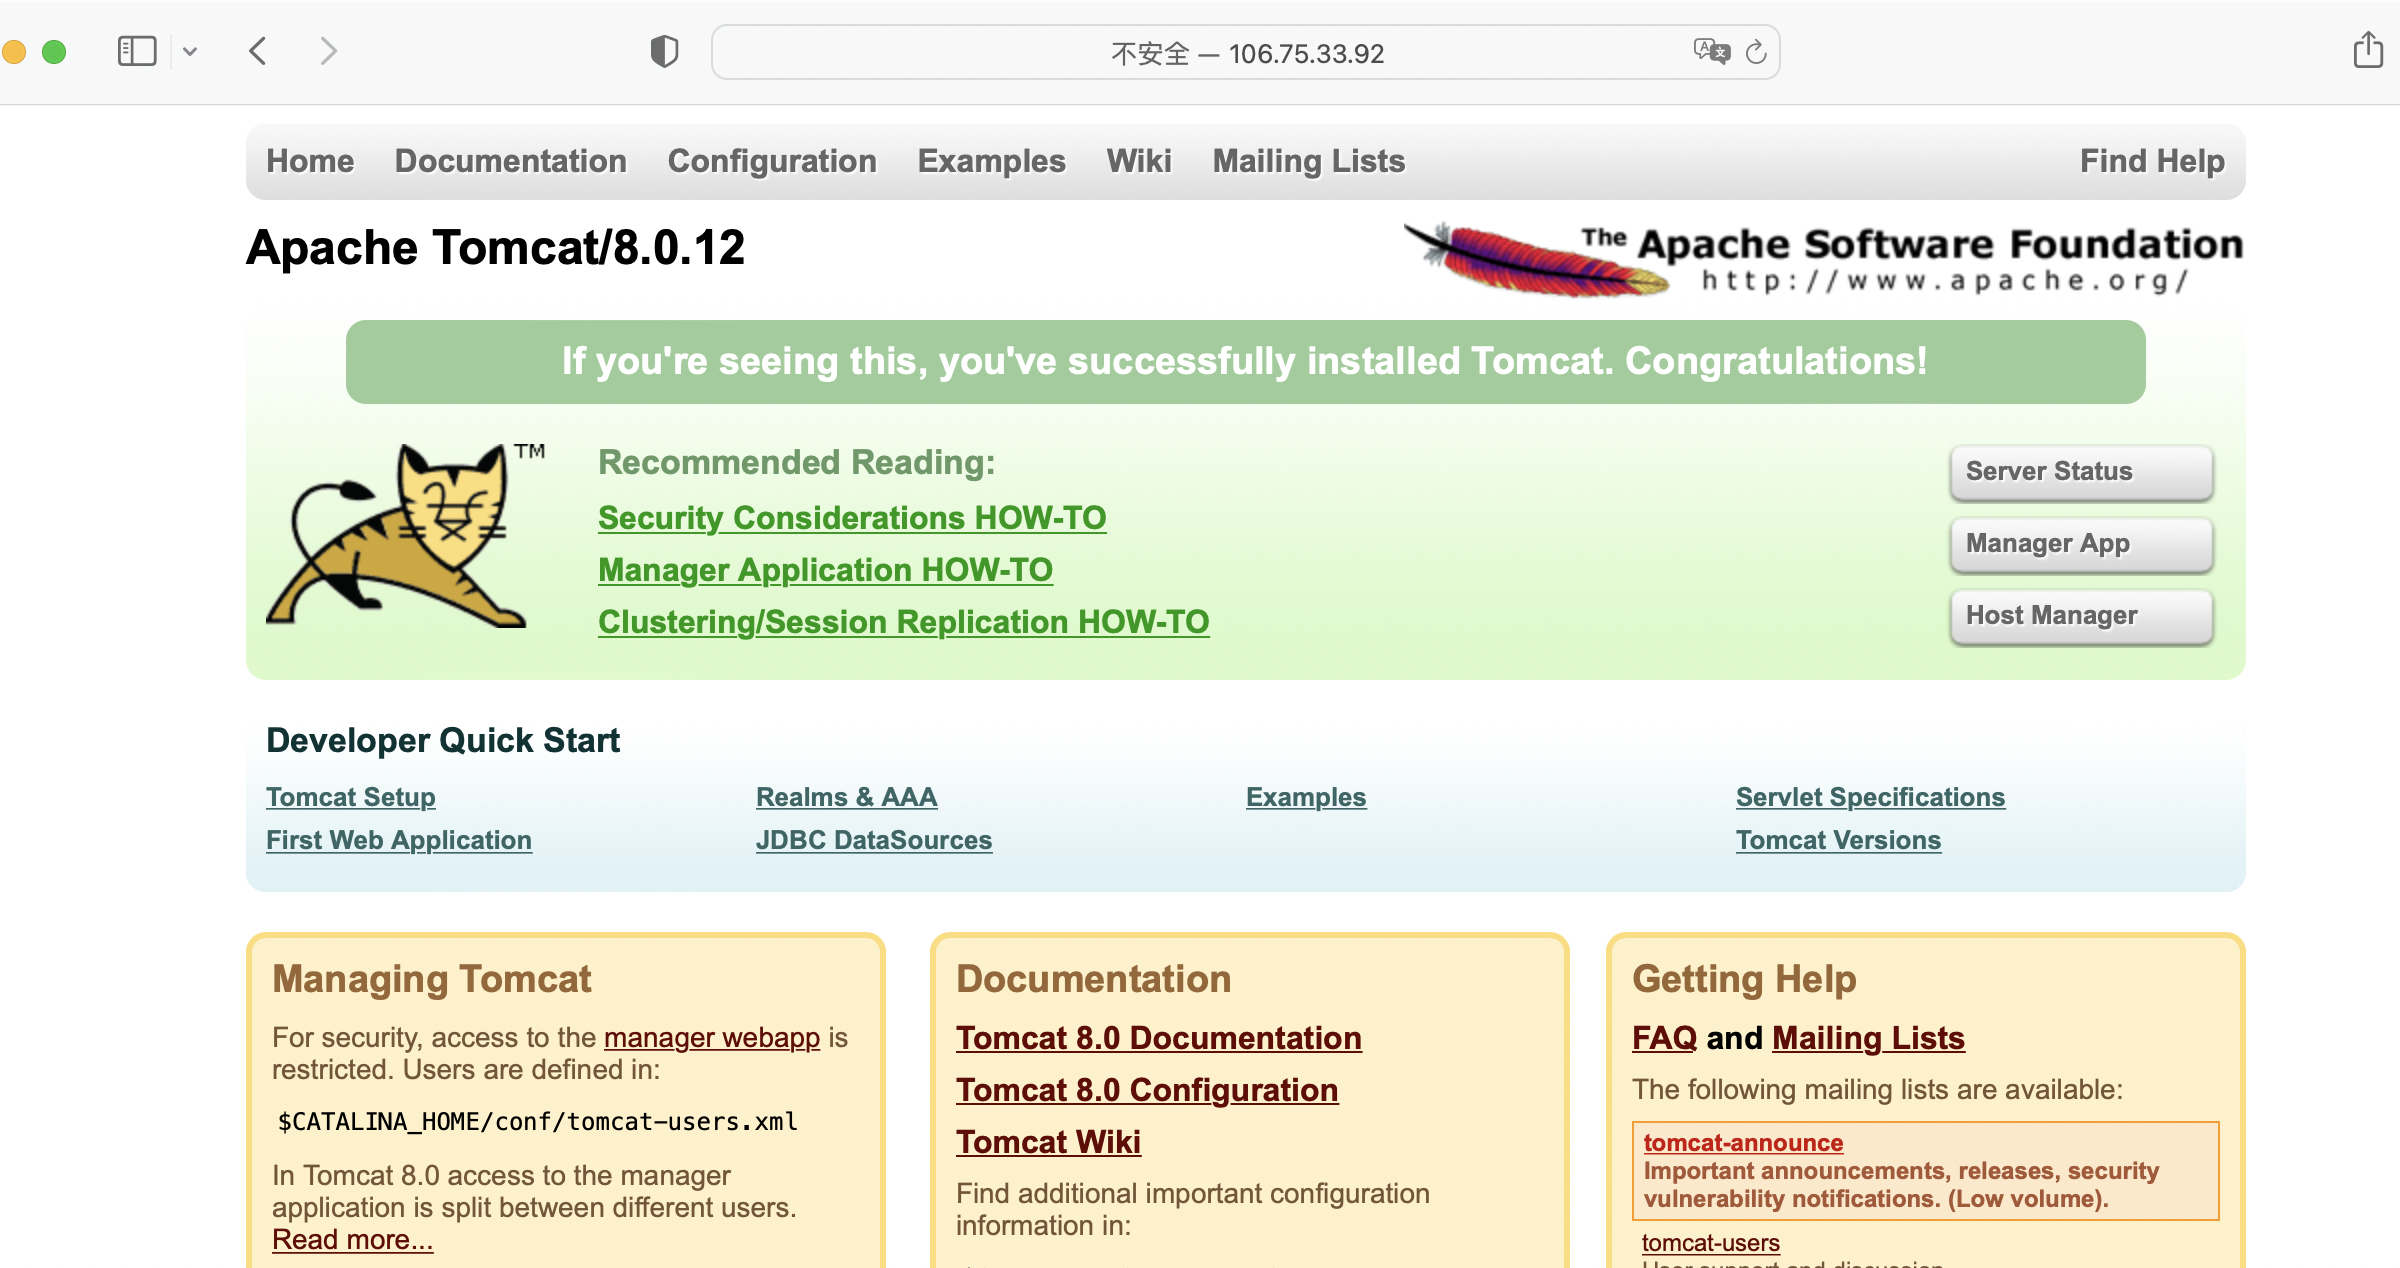 不安全 — 106.75.33.92
Home Documentation Configuration Examples Wiki Mailing Lists Find Help
Apache Tomcat/8.0.12
The Apache Software Foundation
http://www.apache.org/
If you're seeing this, you've successfully installed Tomcat. Congratulations!
TM
Recommended Reading:
Security Considerations HOW-TO
Manager Application HOW-TO
Clustering/Session Replication HOW-TO
Server Status
Manager App
Host Manager
Developer Quick Start
Tomcat Setup
First Web Application
Realms & AAA
JDBC DataSources
Examples
Servlet Specifications
Tomcat Versions
Managing Tomcat
For security, access to the manager webapp is
restricted. Users are defined in:
$CATALINA_HOME/conf/tomcat-users.xml
In Tomcat 8.0 access to the manager
application is split between different users.
Read more...
Documentation
Tomcat 8.0 Documentation
Tomcat 8.0 Configuration
Tomcat Wiki
Find additional important configuration
information in:
Getting Help
FAQ and Mailing Lists
The following mailing lists are available:
tomcat-announce
Important announcements, releases, security
vulnerability notifications. (Low volume).
tomcat-users
User support and discussion